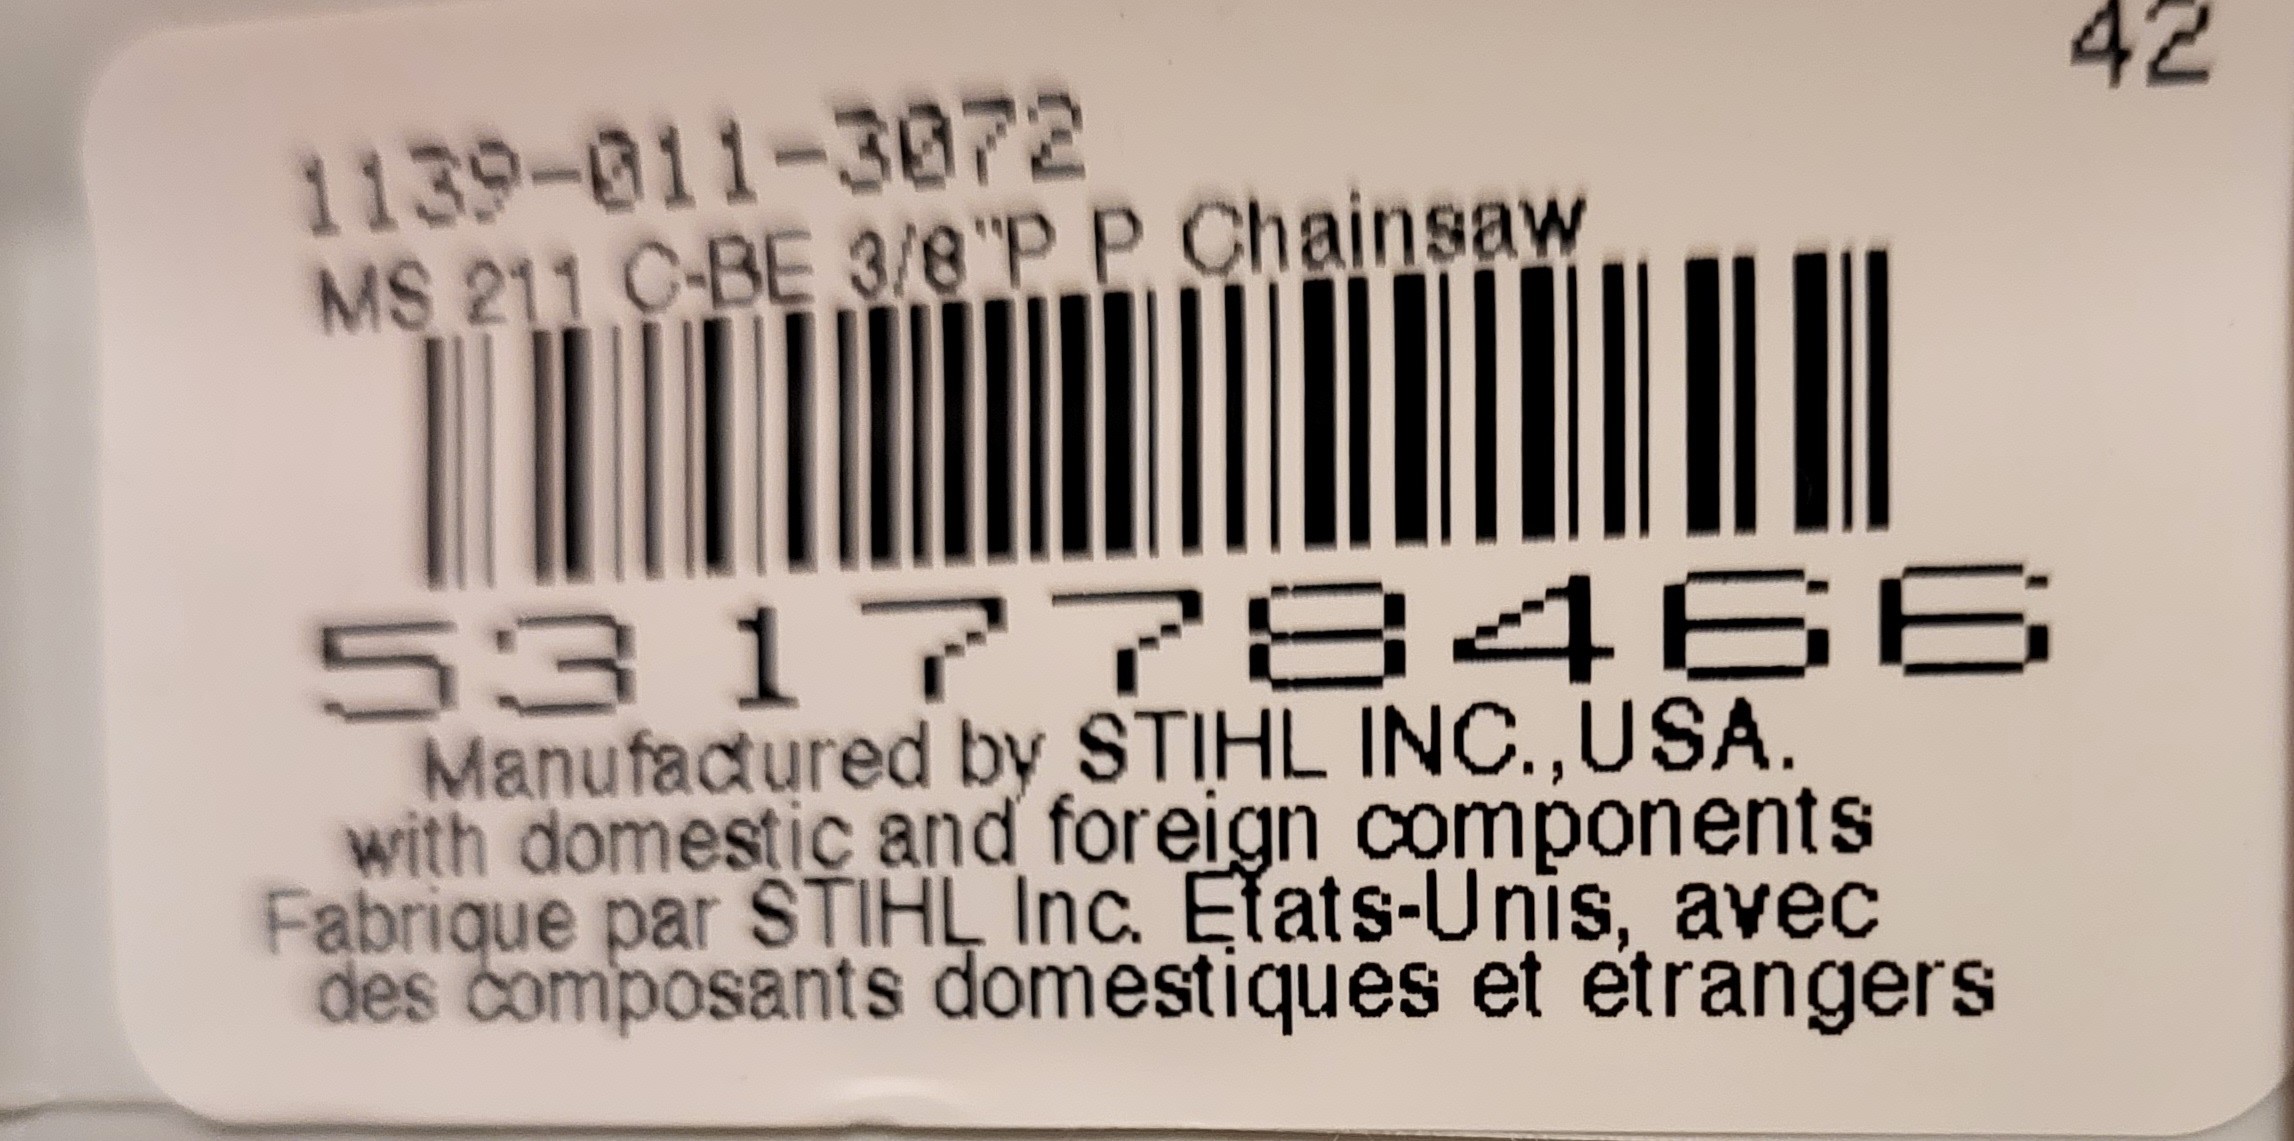 42
1139-011-3072
MS 211 C-BE 3/8"P P Chainsaw
531778466
Manufactured by STIHL INC.,USA.
with domestic and foreign components
Fabrique par STIHL Inc. Etats-Unis, avec
des composants domestiques et etrangers